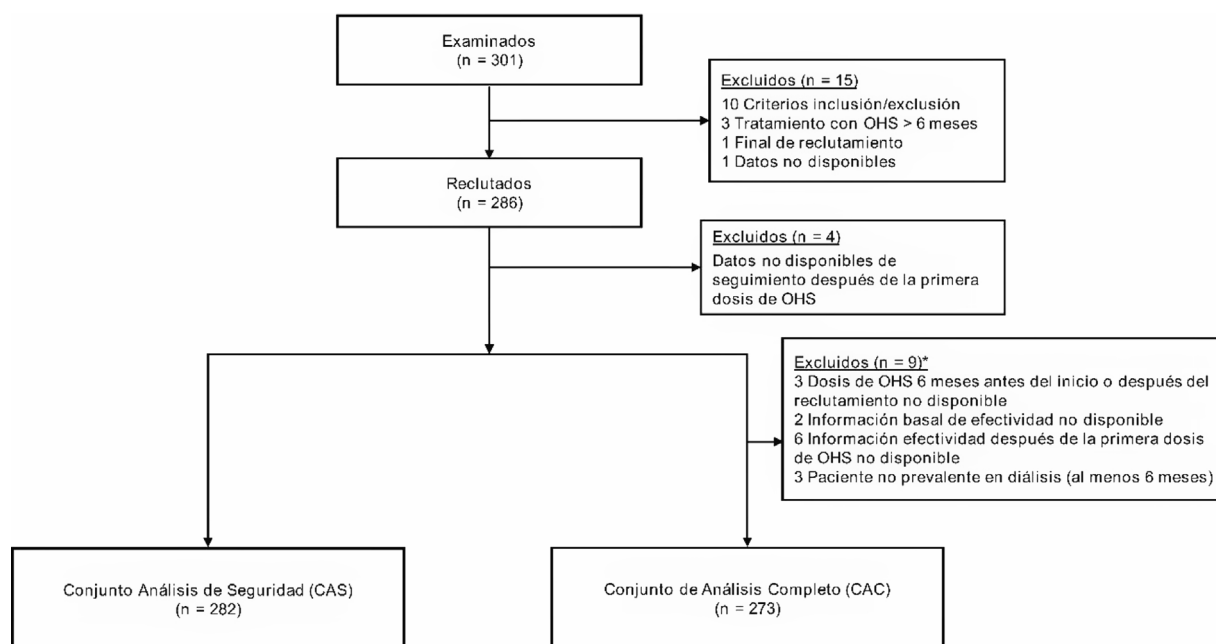 Examinados
(n = 301)
Excluidos (n = 15)
10 Criterios inclusión/exclusión
3 Tratamiento con OHS > 6 meses
1 Final de reclutamiento
1 Datos no disponibles
Reclutados
(n = 286)
Excluidos (n = 4)
Datos no disponibles de
seguimiento después de la primera
dosis de OHS
Excluidos (n = 9)*
3 Dosis de OHS 6 meses antes del inicio o después del
reclutamiento no disponible
2 Información basal de efectividad no disponible
6 Información efectividad después de la primera dosis
de OHS no disponible
3 Paciente no prevalente en diálisis (al menos 6 meses)
Conjunto Análisis de Seguridad (CAS)
(n = 282)
Conjunto de Análisis Completo (CAC)
(n = 273)